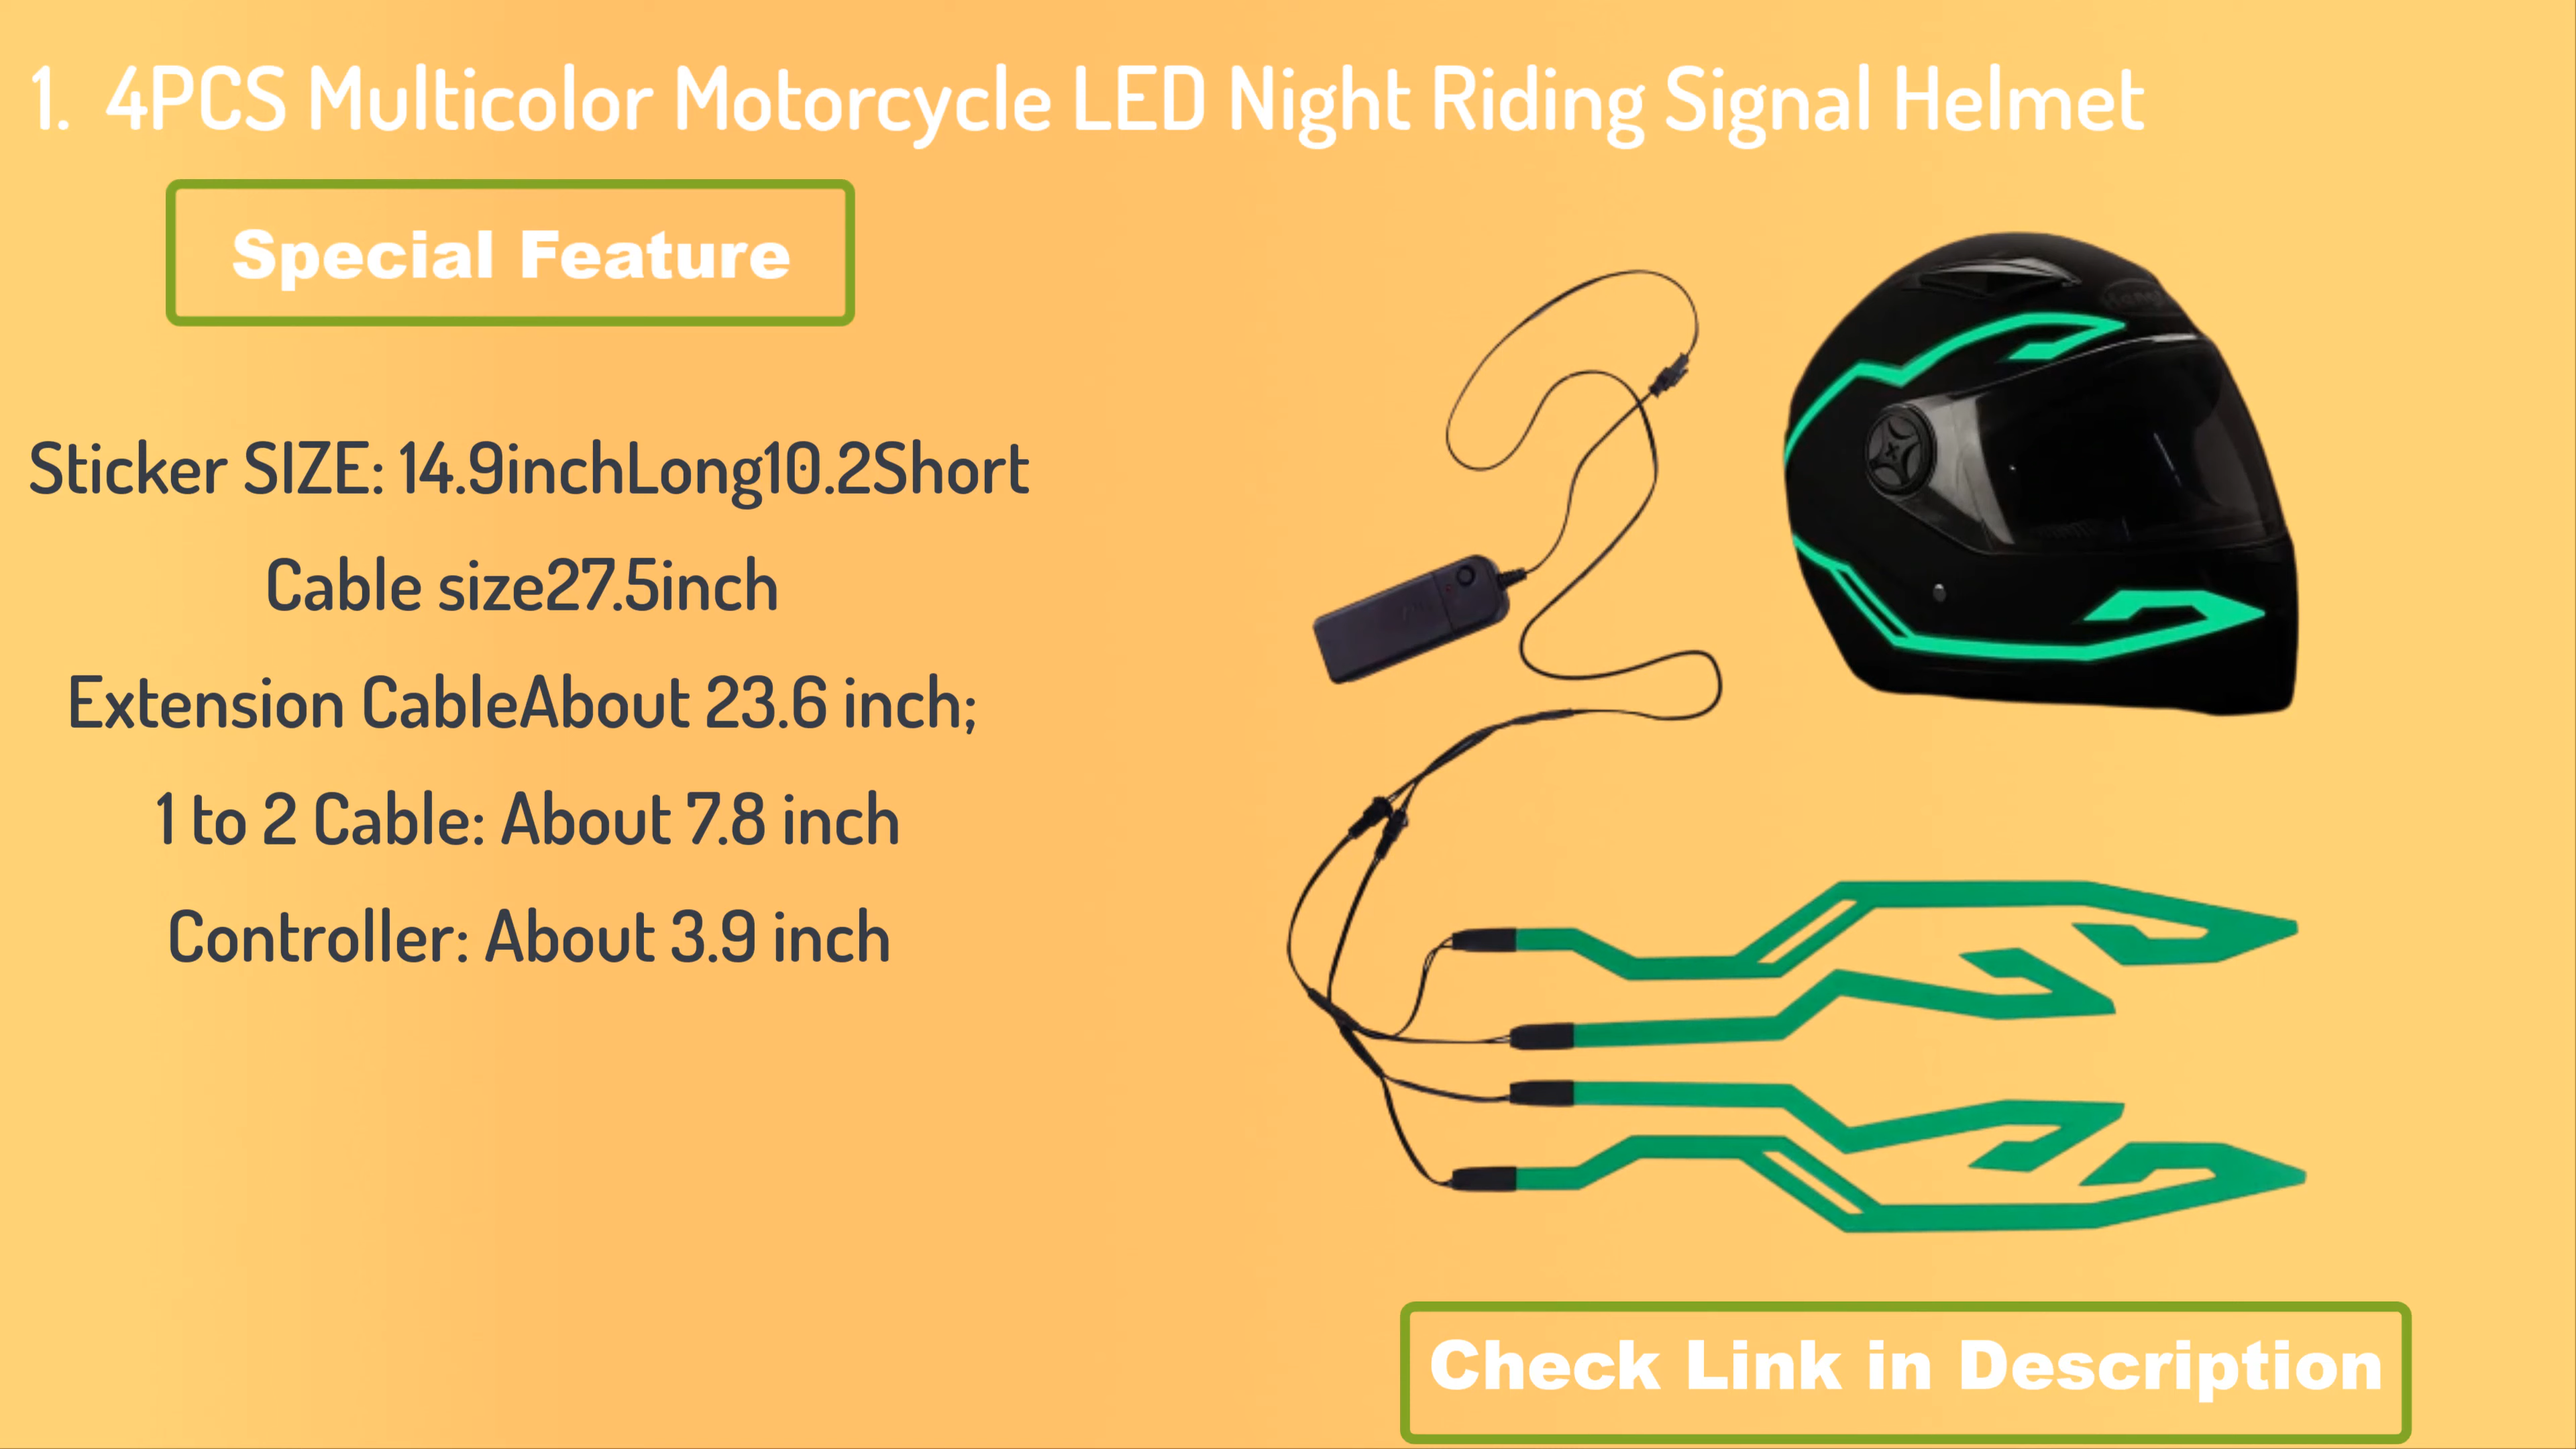 1. 4PCS Multicolor Motorcycle LED Night Riding Signal Helmet
Special Feature
Sticker SIZE: 14.9inchLong10.2Short
Cable size27.5inch
Extension CableAbout 23.6 inch;
1 to 2 Cable: About 7.8 inch
Controller: About 3.9 inch
Check Link in Description